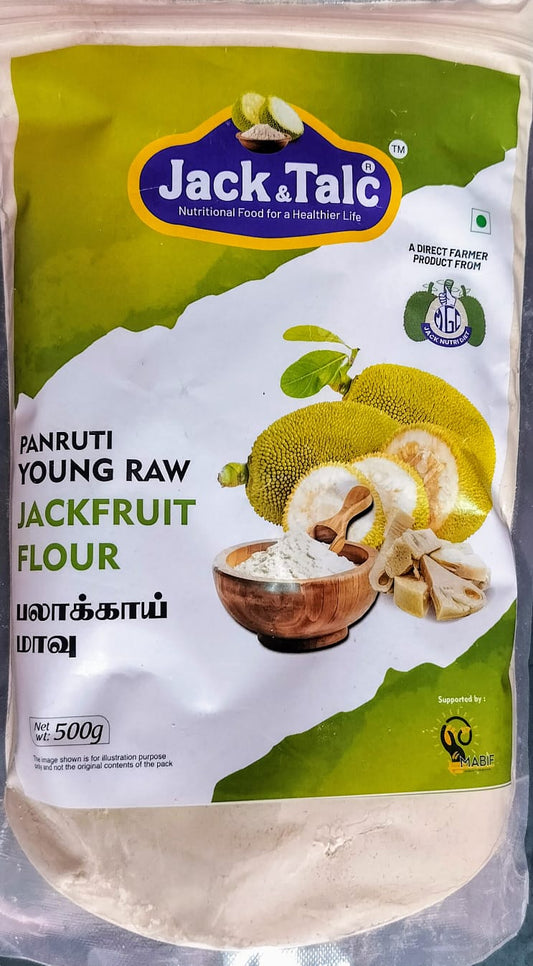 Jack & Talc ®
TM
Nutritional Food for a Healthier Life
A DIRECT FARMER
PRODUCT FROM
MGC
JACK NUTRI DIET
PANRUTI
YOUNG RAW
JACKFRUIT
FLOUR
பலாக்காய்
மாவு
Net
wt: 500g
The image shown is for illustration purpose
only and not the original contents of the pack
Supported by :
MABIF